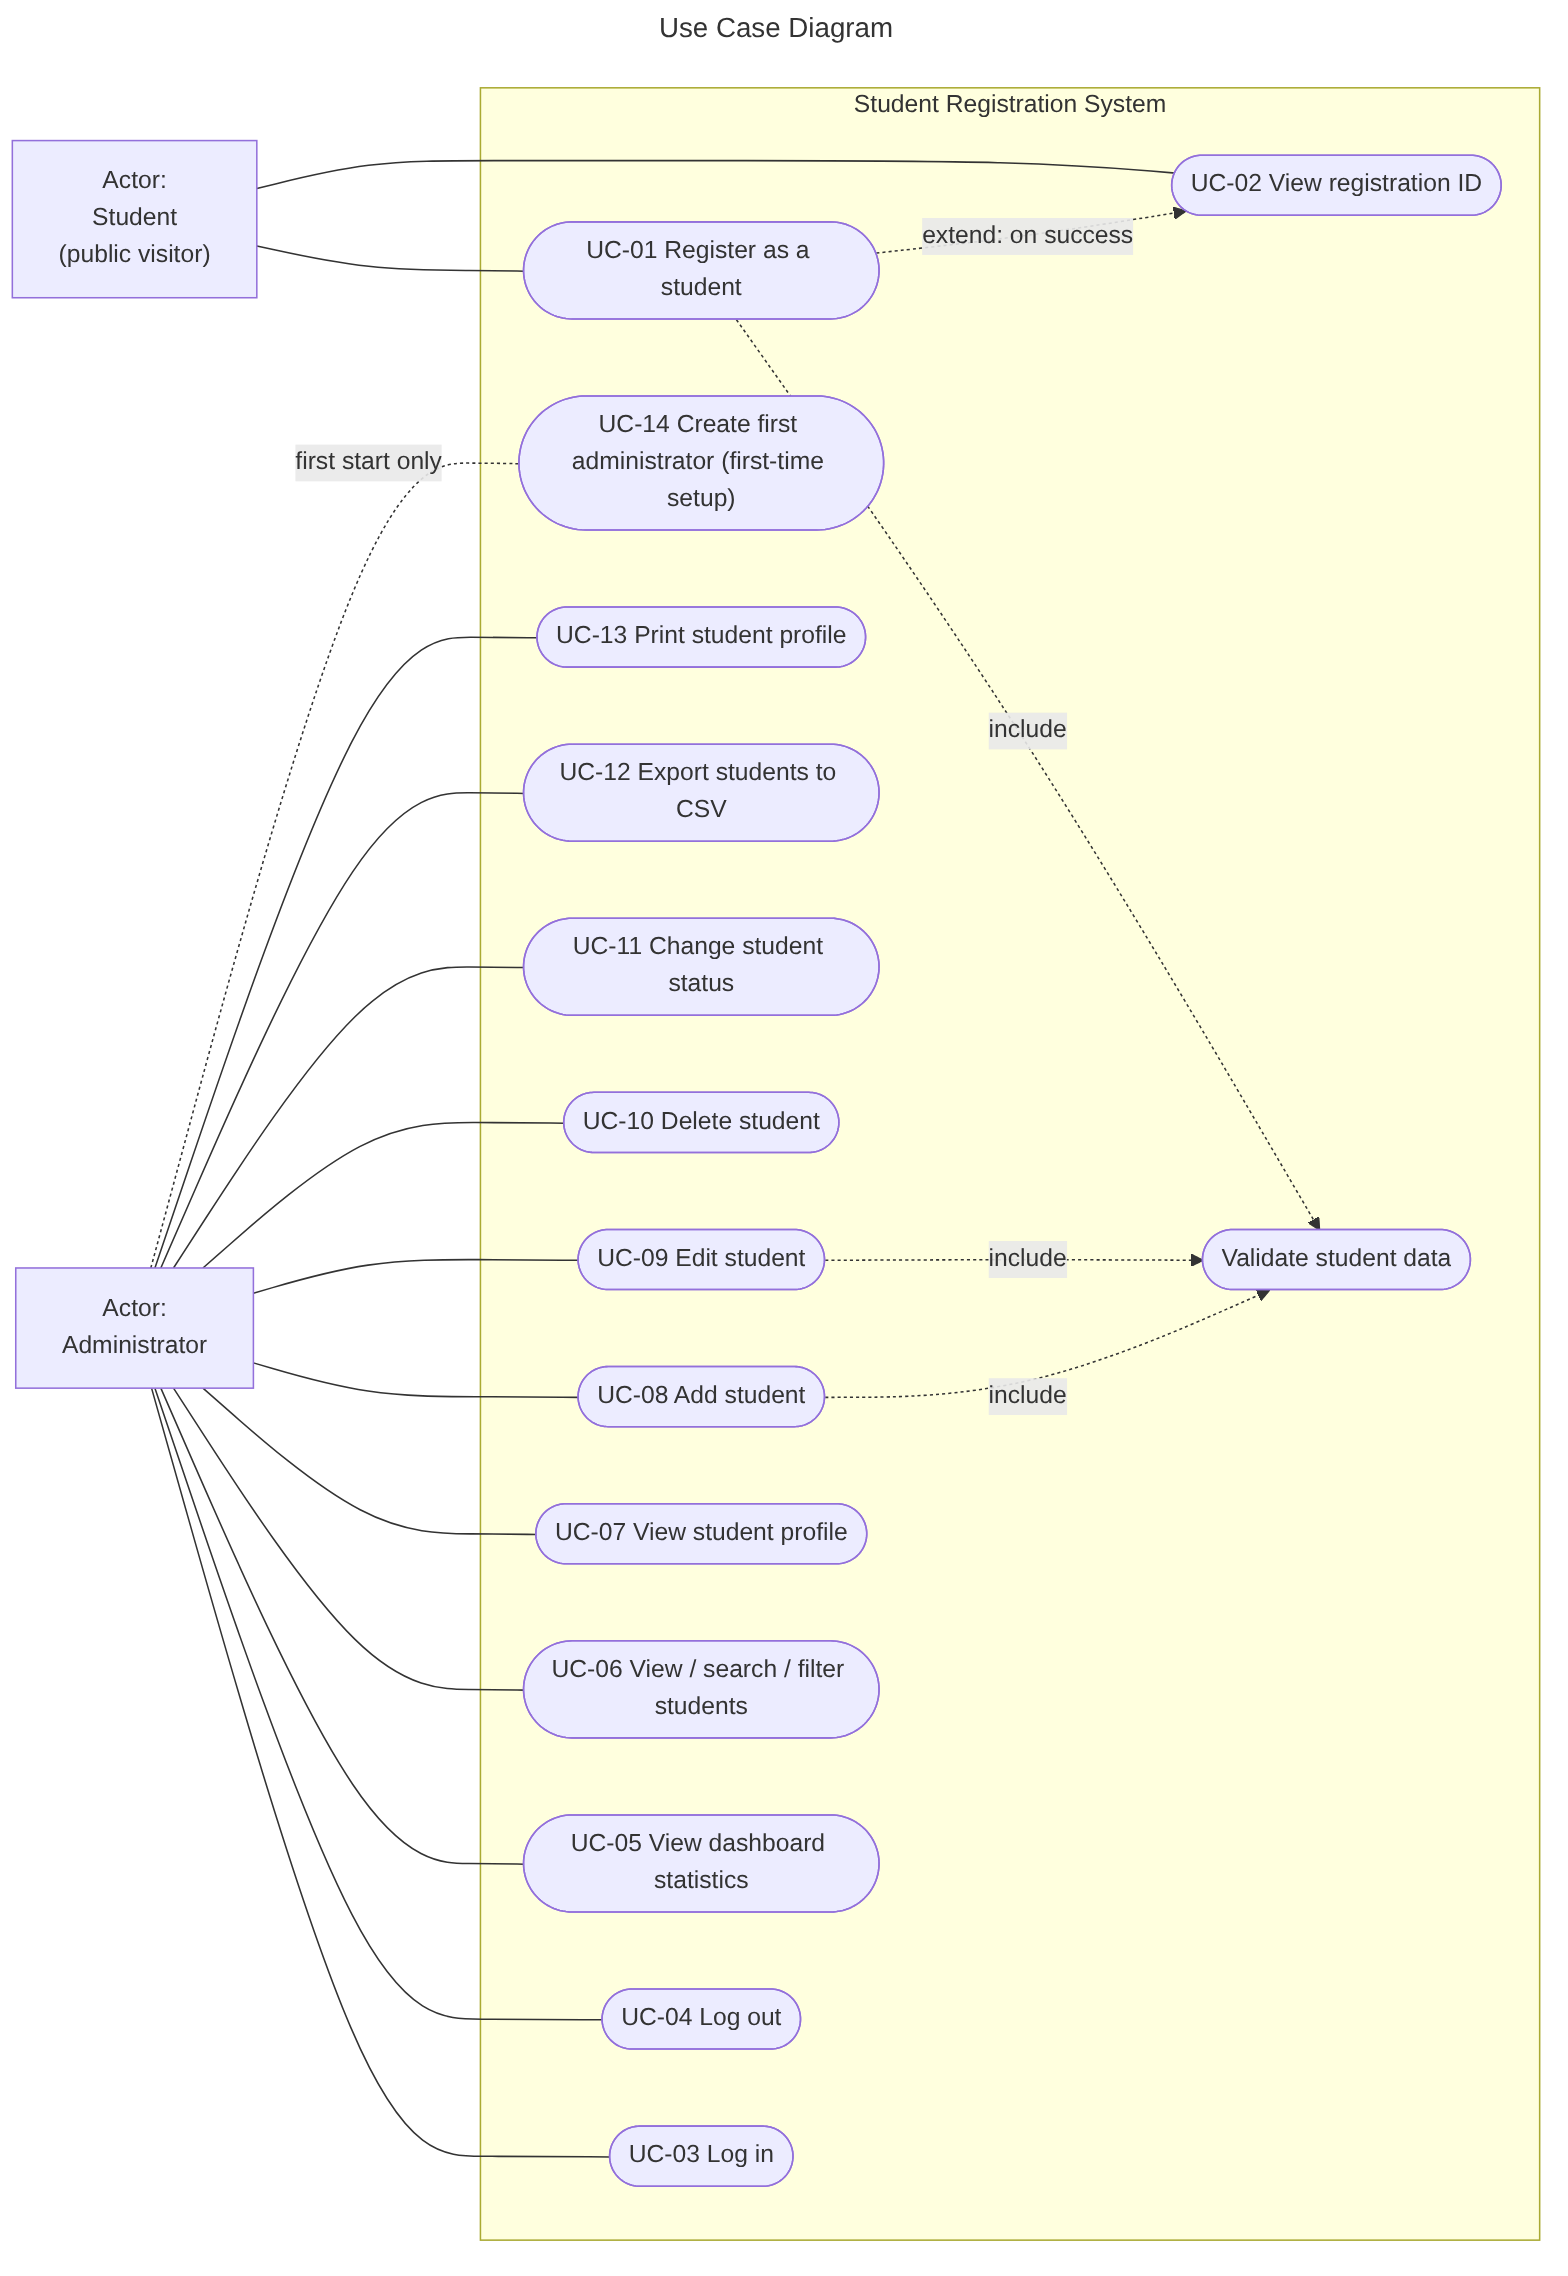 Use Case Diagram
Student Registration System
Actor:
Student
(public visitor)
UC-02 View registration ID
extend: on success
UC-01 Register as a
student
UC-14 Create first
administrator (first-time
setup)
first start only
UC-13 Print student profile
include
UC-12 Export students to
CSV
UC-11 Change student
status
UC-10 Delete student
UC-09 Edit student
include
Validate student data
Actor:
Administrator
UC-08 Add student
include
UC-07 View student profile
UC-06 View / search / filter
students
UC-05 View dashboard
statistics
UC-04 Log out
UC-03 Log in